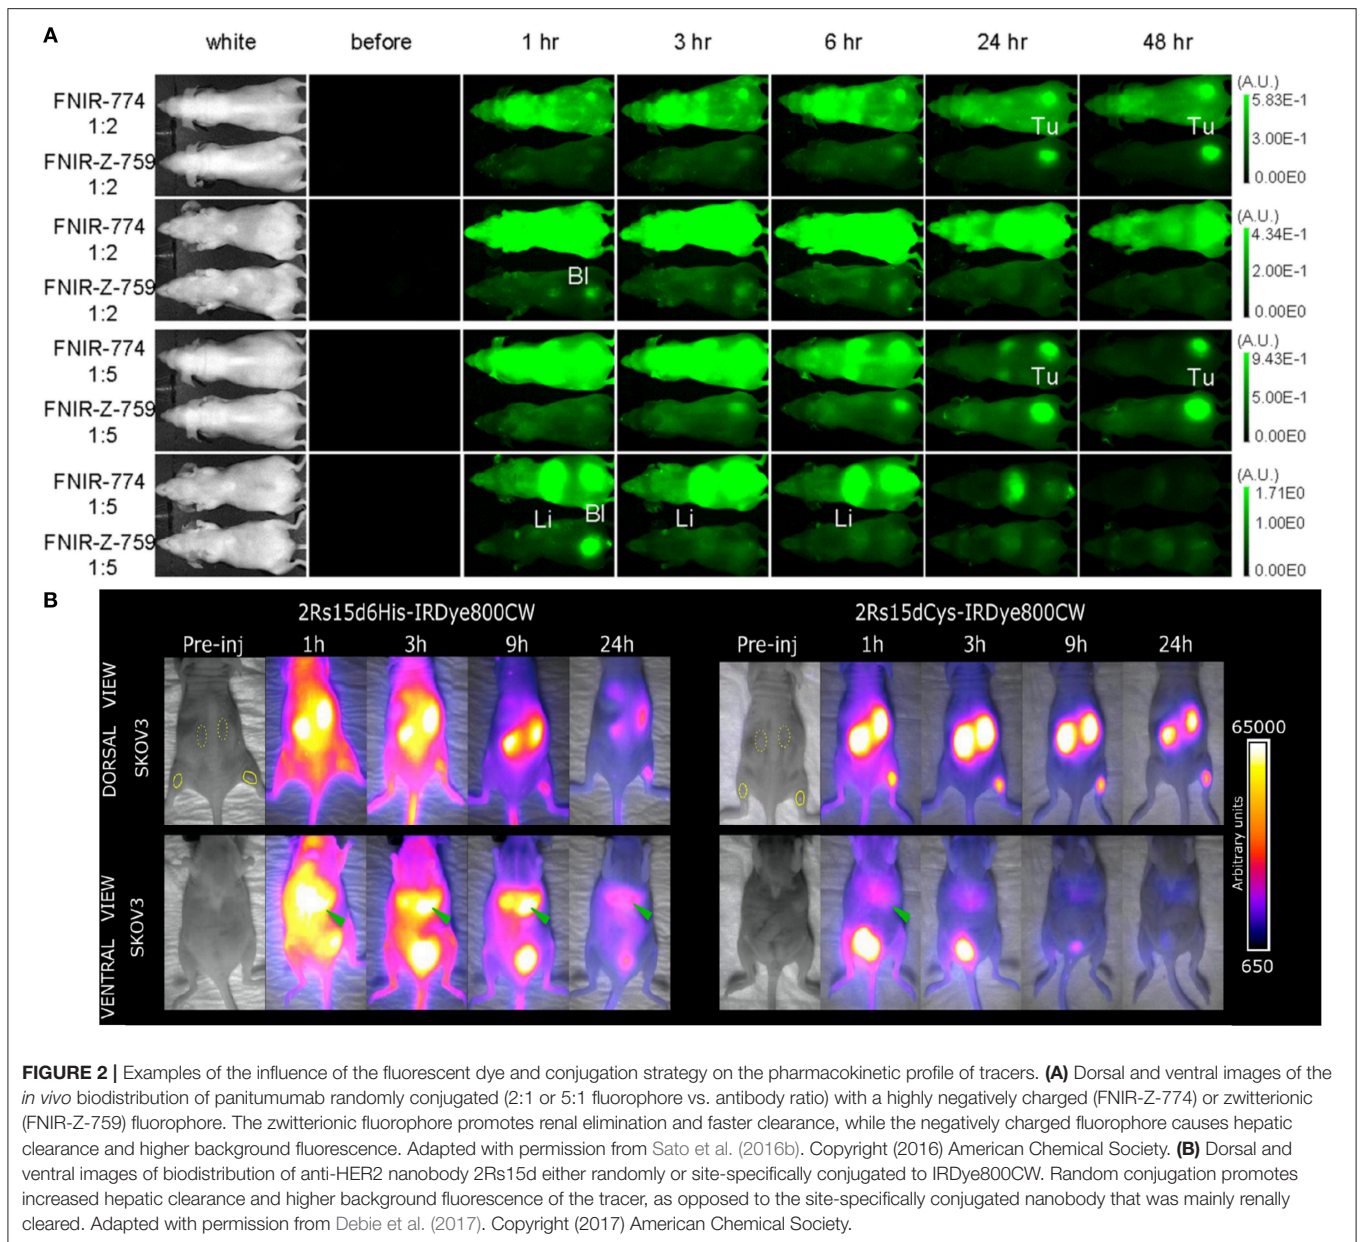 A
white before 1 hr 3 hr 6 hr 24 hr 48 hr
(A.U.)
FNIR-774
1:2
5.83E-1
Tu Tu
3.00E-1
FNIR-Z-759
1:2
0.00E0
(A.U.)
FNIR-774
1:2
4.34E-1
Bl
2.00E-1
FNIR-Z-759
1:2
0.00E0
(A.U.)
FNIR-774
1:5
9.43E-1
Tu Tu
5.00E-1
FNIR-Z-759
1:5
0.00E0
(A.U.)
FNIR-774
1:5
1.71E0
Li Bl Li Li
1.00E0
FNIR-Z-759
1:5
0.00E0
B
2Rs15d6His-IRDye800CW 2Rs15dCys-IRDye800CW
Pre-inj 1h 3h 9h 24h Pre-inj 1h 3h 9h 24h
DORSAL VIEW
SKOV3
VENTRAL VIEW
SKOV3
65000
Arbitrary units
650
FIGURE 2 | Examples of the influence of the fluorescent dye and conjugation strategy on the pharmacokinetic profile of tracers. (A) Dorsal and ventral images of the
in vivo biodistribution of panitumumab randomly conjugated (2:1 or 5:1 fluorophore vs. antibody ratio) with a highly negatively charged (FNIR-Z-774) or zwitterionic
(FNIR-Z-759) fluorophore. The zwitterionic fluorophore promotes renal elimination and faster clearance, while the negatively charged fluorophore causes hepatic
clearance and higher background fluorescence. Adapted with permission from Sato et al. (2016b). Copyright (2016) American Chemical Society. (B) Dorsal and
ventral images of biodistribution of anti-HER2 nanobody 2Rs15d either randomly or site-specifically conjugated to IRDye800CW. Random conjugation promotes
increased hepatic clearance and higher background fluorescence of the tracer, as opposed to the site-specifically conjugated nanobody that was mainly renally
cleared. Adapted with permission from Debie et al. (2017). Copyright (2017) American Chemical Society.